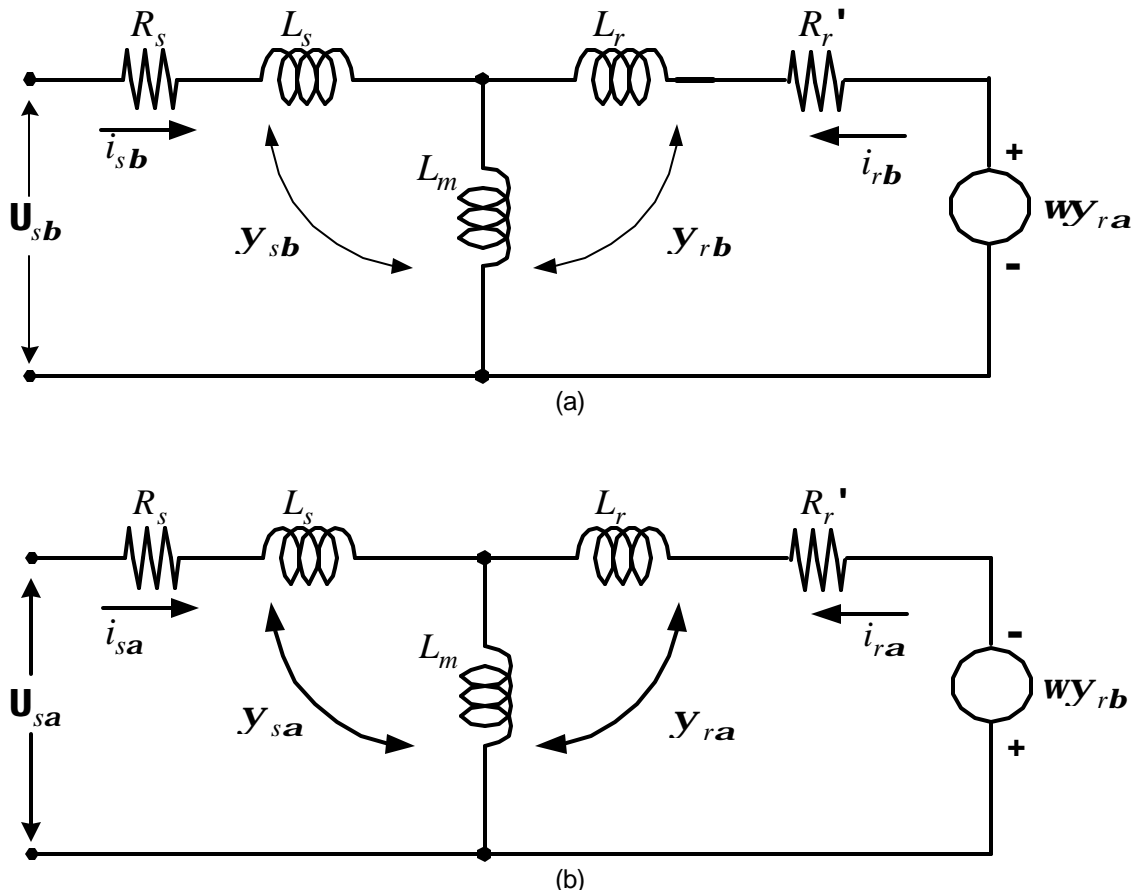 R_s L_s L_r R_r'
i_sb i_rb
L_m
+
U_sb
wy_ra
y_sb y_rb
-
(a)
R_s L_s L_r R_r'
i_sa i_ra
L_m
-
U_sa
wy_rb
y_sa y_ra
+
(b)